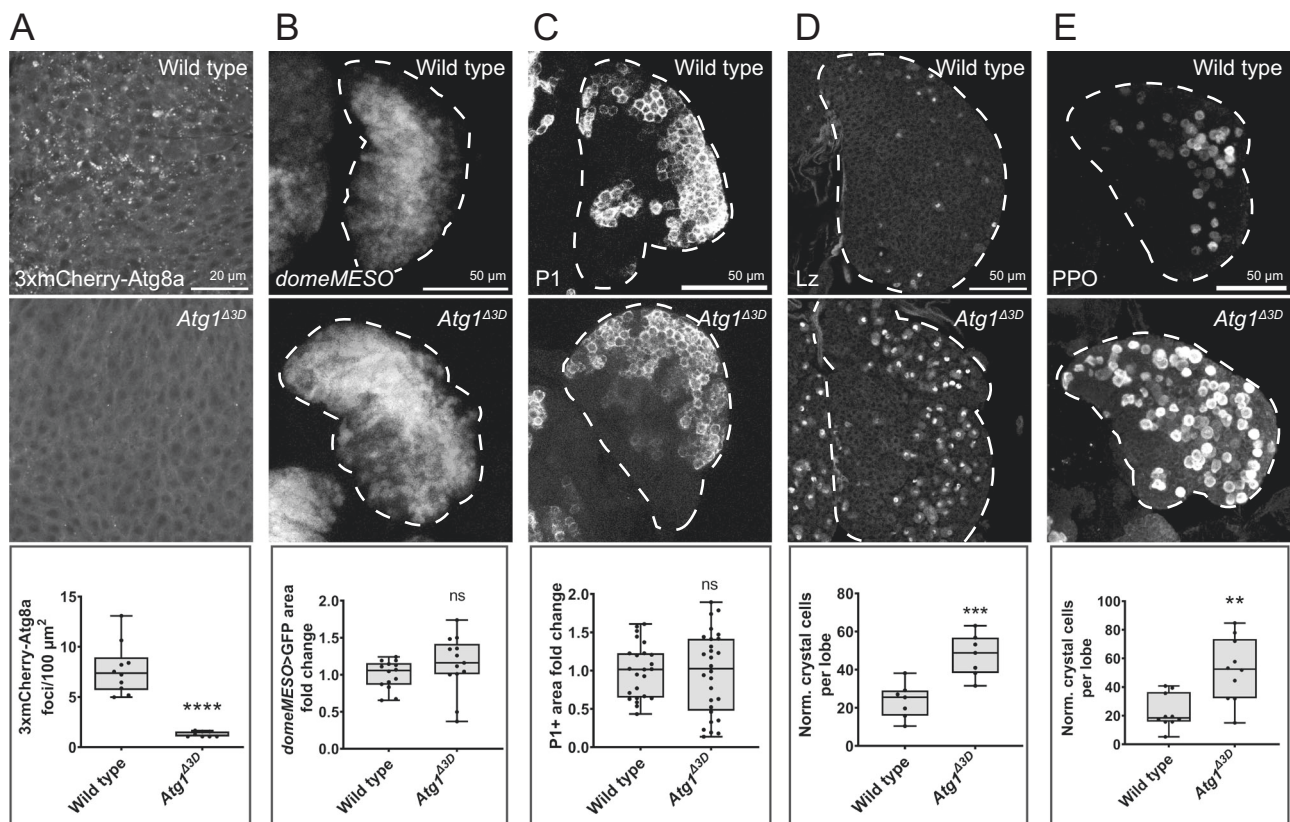 A
B
C
D
E
Wild type
3xmCherry-Atg8a
20 µm
Wild type
domeMESO
50 µm
Wild type
P1
50 µm
Wild type
Lz
50 µm
Wild type
PPO
50 µm
Atg1Δ3D
Atg1Δ3D
Atg1Δ3D
Atg1Δ3D
Atg1Δ3D
3xmCherry-Atg8a
foci/100 µm²
15
10
5
0
****
Wild type
Atg1Δ3D
domeMESO>GFP area
fold change
2.0
1.5
1.0
0.5
0.0
ns
Wild type
Atg1Δ3D
P1+ area fold change
2.0
1.5
1.0
0.5
0.0
ns
Wild type
Atg1Δ3D
Norm. crystal cells
per lobe
80
60
40
20
0
***
Wild type
Atg1Δ3D
Norm. crystal cells
per lobe
100
80
60
40
20
0
**
Wild type
Atg1Δ3D